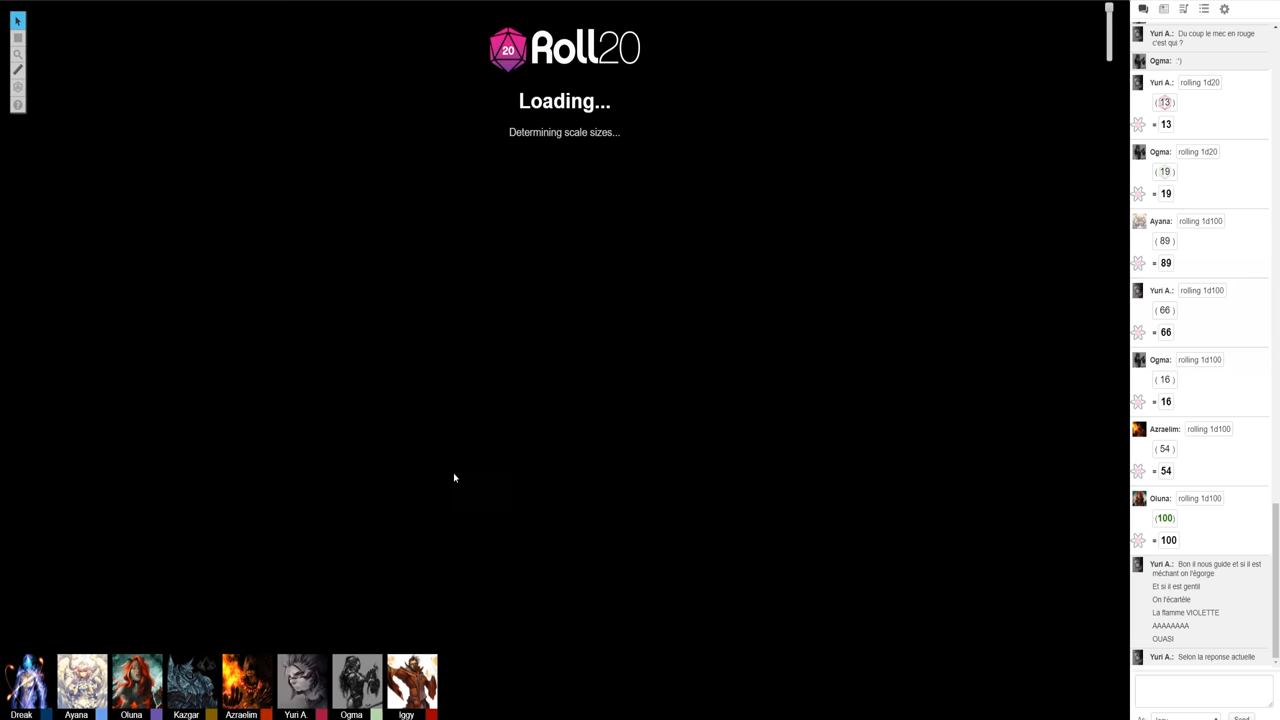 20 Roll20
Loading...
Determining scale sizes...
Dreak
Ayana
Oluna
Kazgar
Azraelim
Yuri A.
Ogma
Iggy
Yuri A.: Du coup le mec en rouge
c'est qui ?
Ogma: :')
Yuri A.: rolling 1d20
(13)
= 13
Ogma: rolling 1d20
(19)
= 19
Ayana: rolling 1d100
(89)
= 89
Yuri A.: rolling 1d100
(66)
= 66
Ogma: rolling 1d100
(16)
= 16
Azraelim: rolling 1d100
(54)
= 54
Oluna: rolling 1d100
(100)
= 100
Yuri A.: Bon il nous guide et si il est
méchant on l'égorge
Et si il est gentil
On l'écartèle
La flamme VIOLETTE
AAAAAAAA
OUASI
Yuri A.: Selon la reponse actuelle
As: Iggy Send